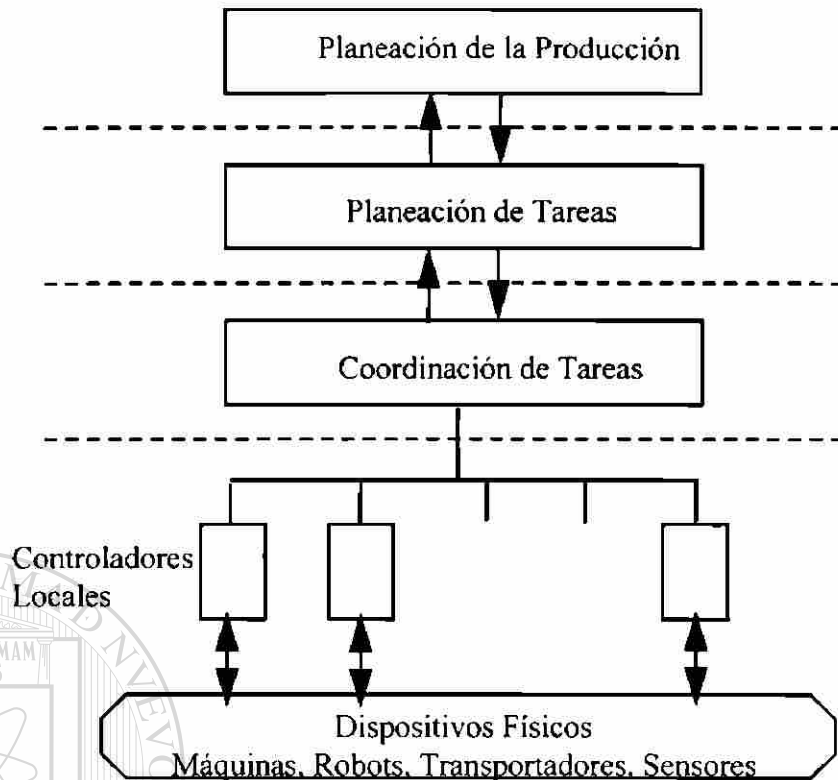 Planeación de la Producción
Planeación de Tareas
Coordinación de Tareas
Controladores
Locales
Dispositivos Físicos
Máquinas, Robots, Transportadores, Sensores